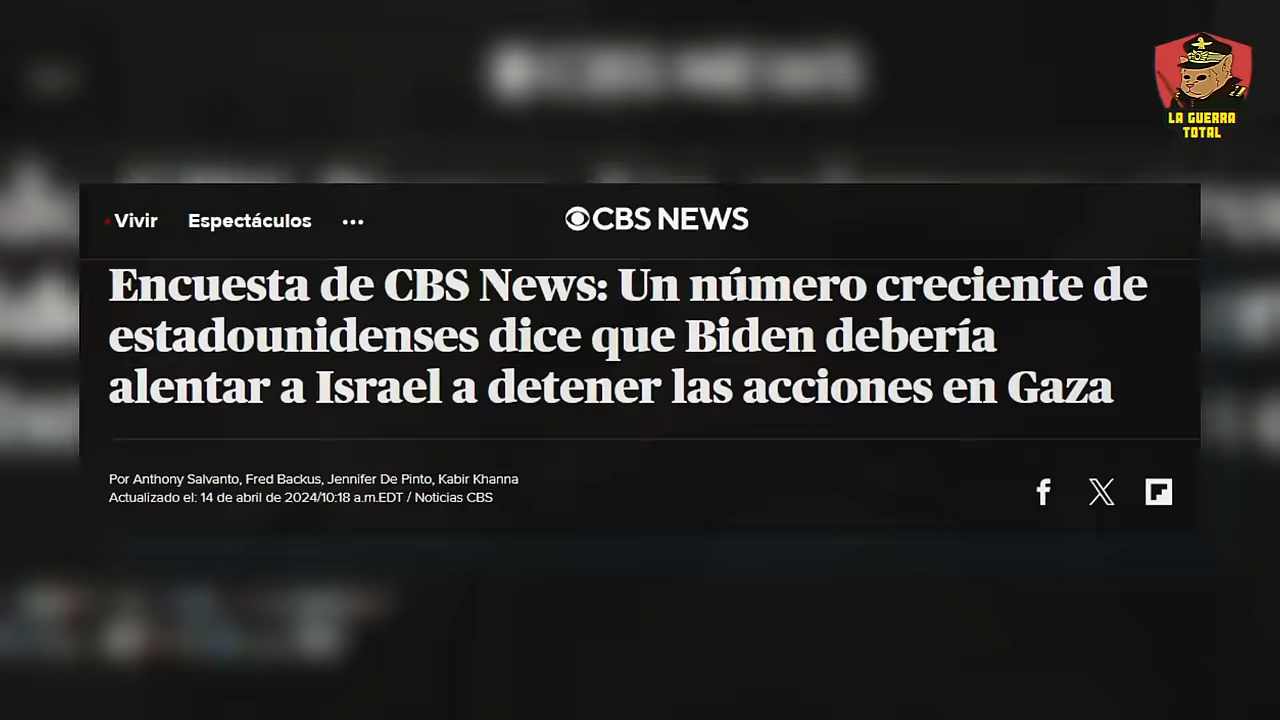 LA GUERRA
TOTAL
Vivir Espectáculos ...
CBS NEWS
Encuesta de CBS News: Un número creciente de
estadounidenses dice que Biden debería
alentar a Israel a detener las acciones en Gaza
Por Anthony Salvanto, Fred Backus, Jennifer De Pinto, Kabir Khanna
Actualizado el: 14 de abril de 2024/10:18 a.m.EDT / Noticias CBS